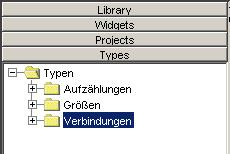 Library
Widgets
Projects
Types
Typen
Aufzählungen
Größen
Verbindungen